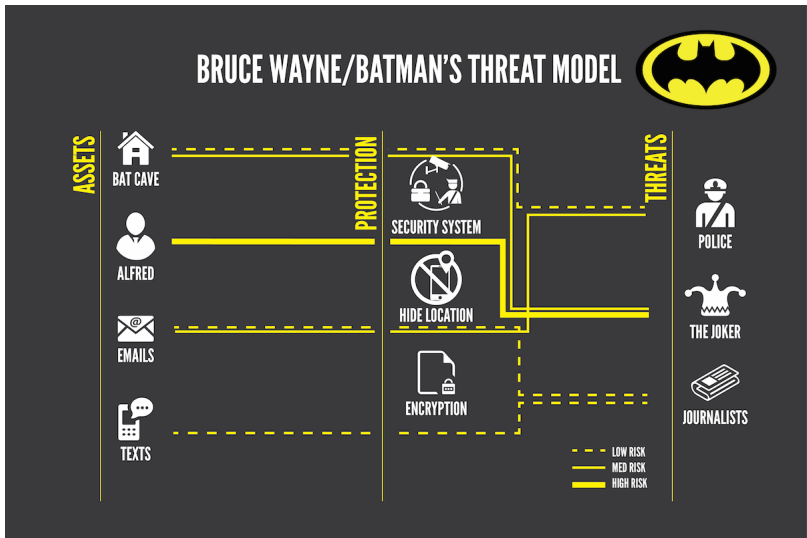 BRUCE WAYNE/BATMAN'S THREAT MODEL
ASSETS
BAT CAVE
ALFRED
@
EMAILS
TEXTS
PROTECTION
SECURITY SYSTEM
HIDE LOCATION
ENCRYPTION
THREATS
POLICE
THE JOKER
JOURNALISTS
LOW RISK
MED RISK
HIGH RISK